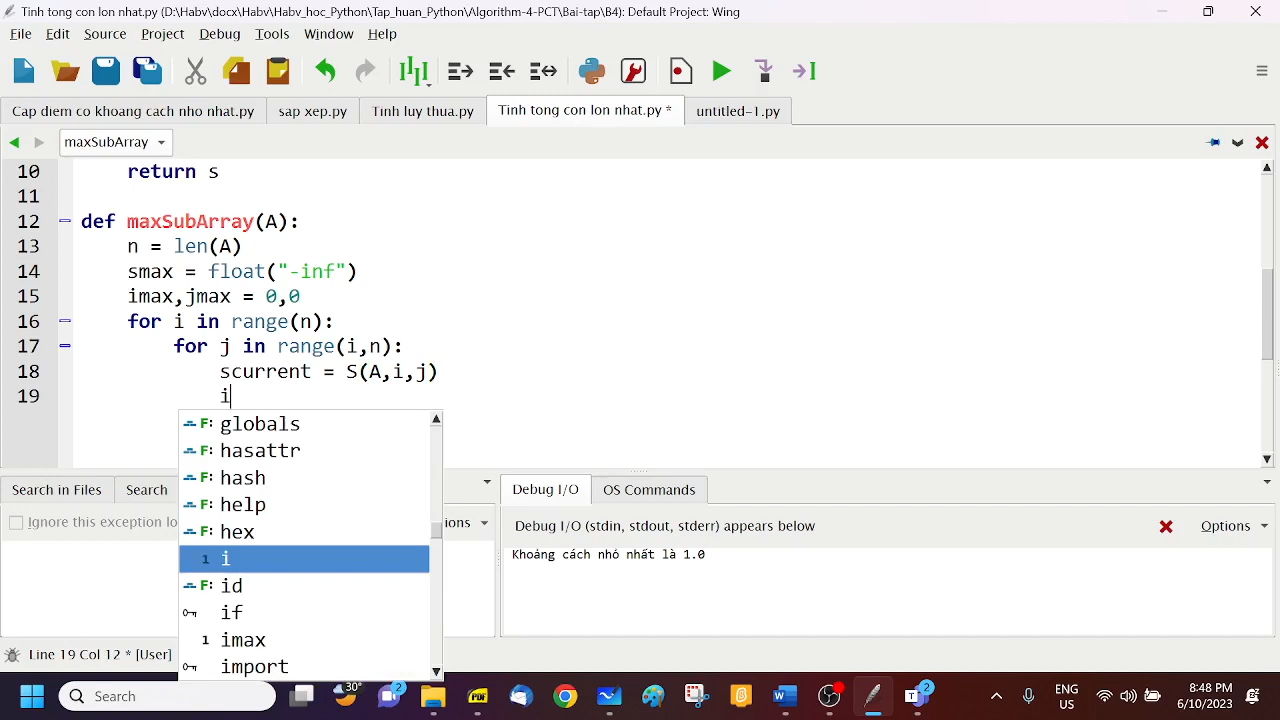 Tinh tong con lon nhat.py (D:\Habv\docx\Habv\Habv_hoc_Python\Tap_huan_Python\Algorithm-4-PCT\Bai-tap\B4): Default Project: Wing
File Edit Source Project Debug Tools Window Help
Cap diem co khoang cach nho nhat.py sap xep.py Tinh luy thua.py Tinh tong con lon nhat.py * untitled-1.py
maxSubArray
10 return s
11
12 def maxSubArray(A):
13 n = len(A)
14 smax = float("-inf")
15 imax,jmax = 0,0
16 for i in range(n):
17 for j in range(i,n):
18 scurrent = S(A,i,j)
19 i
F: globals
F: hasattr
F: hash
F: help
F: hex
1 i
F: id
if
1 imax
import
Search in Files Search
Ignore this exception lo
ons
Debug I/O OS Commands
Debug I/O (stdin, stdout, stderr) appears below Options
Khoảng cách nhỏ nhất là 1.0
Line 19 Col 12 * [User]
Search
30°
2
PDF
2
ENG
US
8:48 PM
6/10/2023